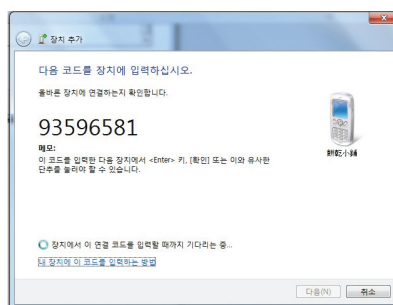 장치 추가
다음 코드를 장치에 입력하십시오.
올바른 장치에 연결하는지 확인합니다.
93596581
메모:
이 코드를 입력한 다음 장치에서 <Enter> 키, [확인] 또는 이와 유사한
단추를 눌러야 할 수 있습니다.
餠乾小舖
장치에서 이 연결 코드를 입력할 때까지 기다리는 중...
내 장치에 이 코드를 입력하는 방법
다음(N)
취소